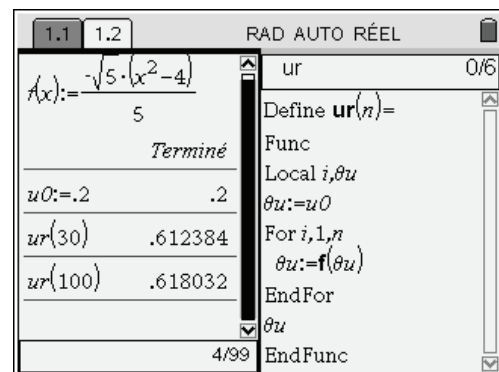 1.1 1.2 RAD AUTO RÉEL
f(x):=-√5·(x²-4)/5
Terminé
u0:=.2 .2
ur(30) .612384
ur(100) .618032
4/99
ur 0/6
Define ur(n)=
Func
Local i,θu
θu:=u0
For i,1,n
θu:=f(θu)
EndFor
θu
EndFunc